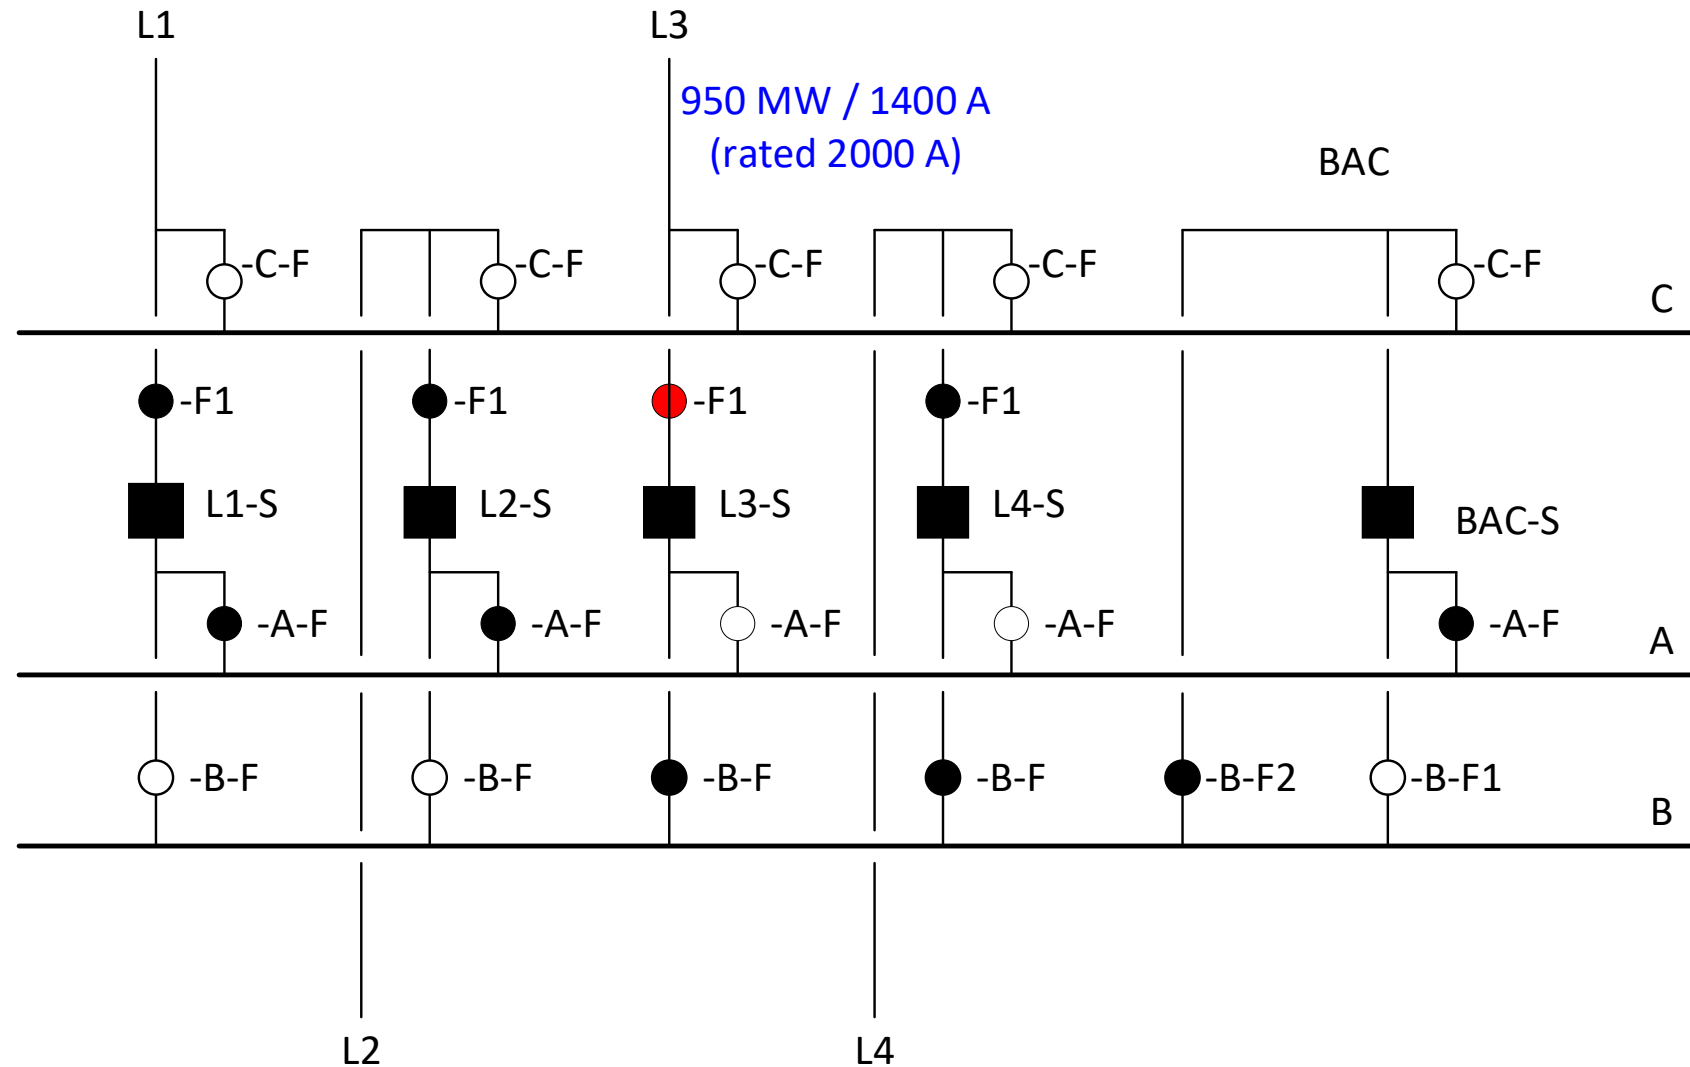 L1
L3
950 MW / 1400 A
(rated 2000 A)
BAC
-C-F
-C-F
-C-F
-C-F
-C-F
C
-F1
-F1
-F1
-F1
L1-S
L2-S
L3-S
L4-S
BAC-S
-A-F
-A-F
-A-F
-A-F
-A-F
A
-B-F
-B-F
-B-F
-B-F
-B-F2
-B-F1
B
L2
L4